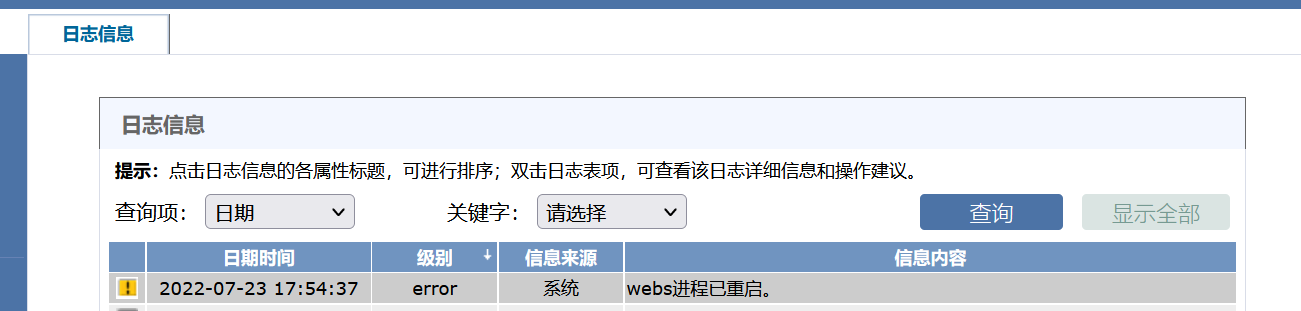 日志信息
日志信息
提示：点击日志信息的各属性标题，可进行排序；双击日志表项，可查看该日志详细信息和操作建议。
查询项： 日期 关键字： 请选择 查询 显示全部
日期时间 级别 信息来源 信息内容
2022-07-23 17:54:37 error 系统 webs进程已重启。